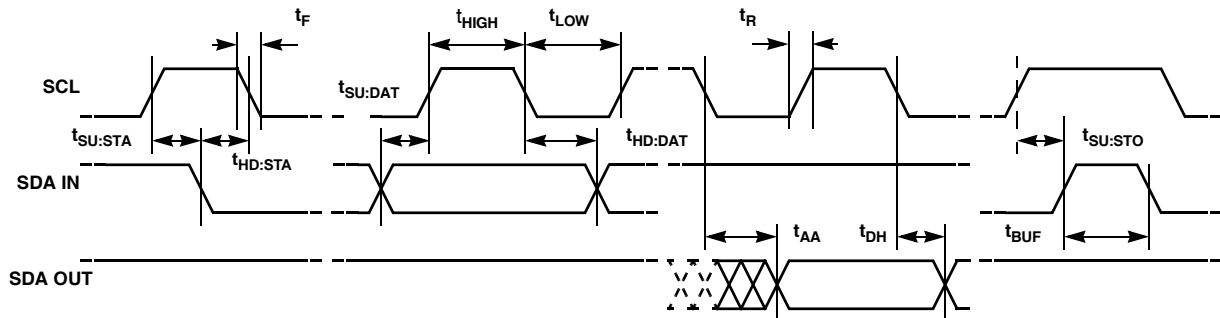 tF tHIGH tLOW tR
SCL
tSU:DAT
tSU:STA tHD:STA tHD:DAT tSU:STO
SDA IN
tAA tDH tBUF
SDA OUT